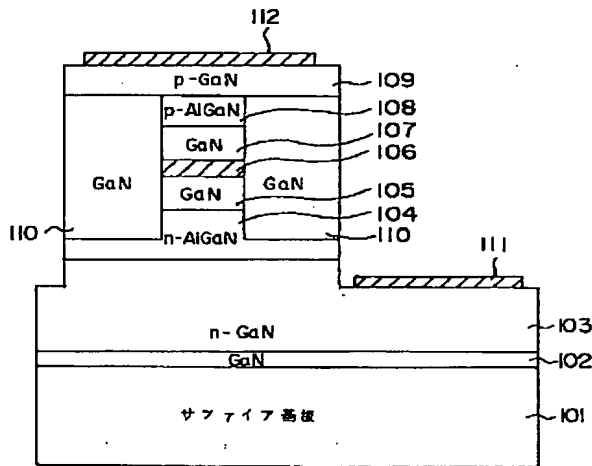 112
p-GaN
109
p-AlGaN
108
GaN
107
106
GaN
GaN
GaN
105
104
110
n-AlGaN
110
111
n-GaN
103
GaN
102
サファイア基板
101